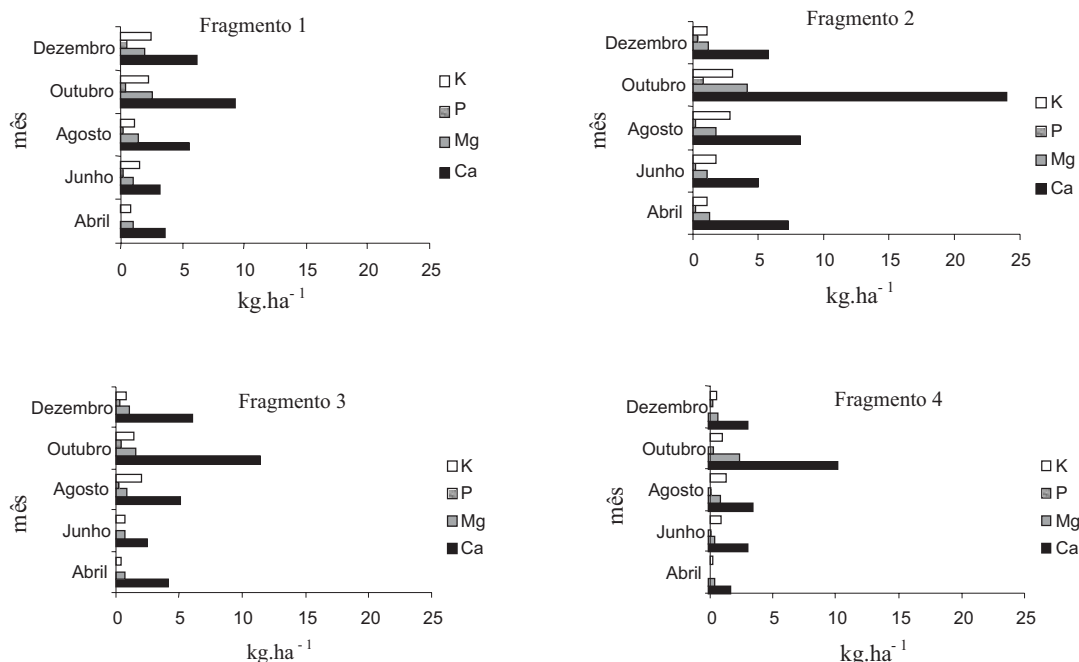 Fragmento 1
Dezembro
Outubro
Agosto
Junho
Abril
mês
K
P
Mg
Ca
0 5 10 15 20 25
kg.ha⁻¹
Fragmento 2
Dezembro
Outubro
Agosto
Junho
Abril
mês
K
P
Mg
Ca
0 5 10 15 20 25
kg.ha⁻¹
Fragmento 3
Dezembro
Outubro
Agosto
Junho
Abril
mês
K
P
Mg
Ca
0 5 10 15 20 25
kg.ha⁻¹
Fragmento 4
Dezembro
Outubro
Agosto
Junho
Abril
mês
K
P
Mg
Ca
0 5 10 15 20 25
kg.ha⁻¹